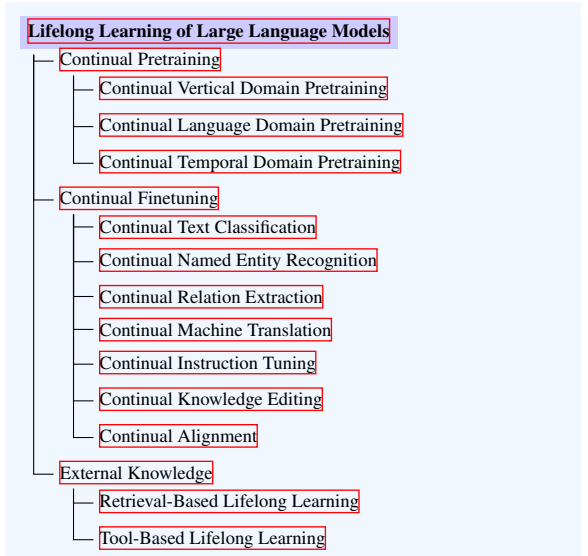 Lifelong Learning of Large Language Models
Continual Pretraining
Continual Vertical Domain Pretraining
Continual Language Domain Pretraining
Continual Temporal Domain Pretraining
Continual Finetuning
Continual Text Classification
Continual Named Entity Recognition
Continual Relation Extraction
Continual Machine Translation
Continual Instruction Tuning
Continual Knowledge Editing
Continual Alignment
External Knowledge
Retrieval-Based Lifelong Learning
Tool-Based Lifelong Learning